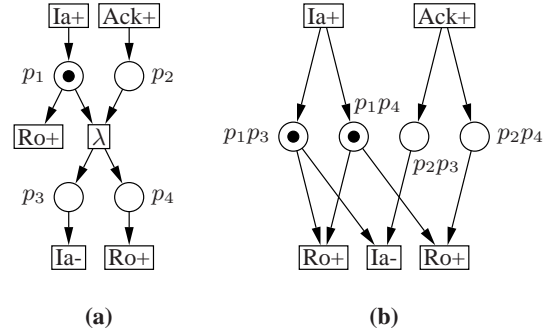 Ia+ Ack+ Ia+ Ack+
p1 p2 p1p4
Ro+ λ p1p3 p2p4
p2p3
p3 p4
Ia- Ro+ Ro+ Ia- Ro+
(a) (b)